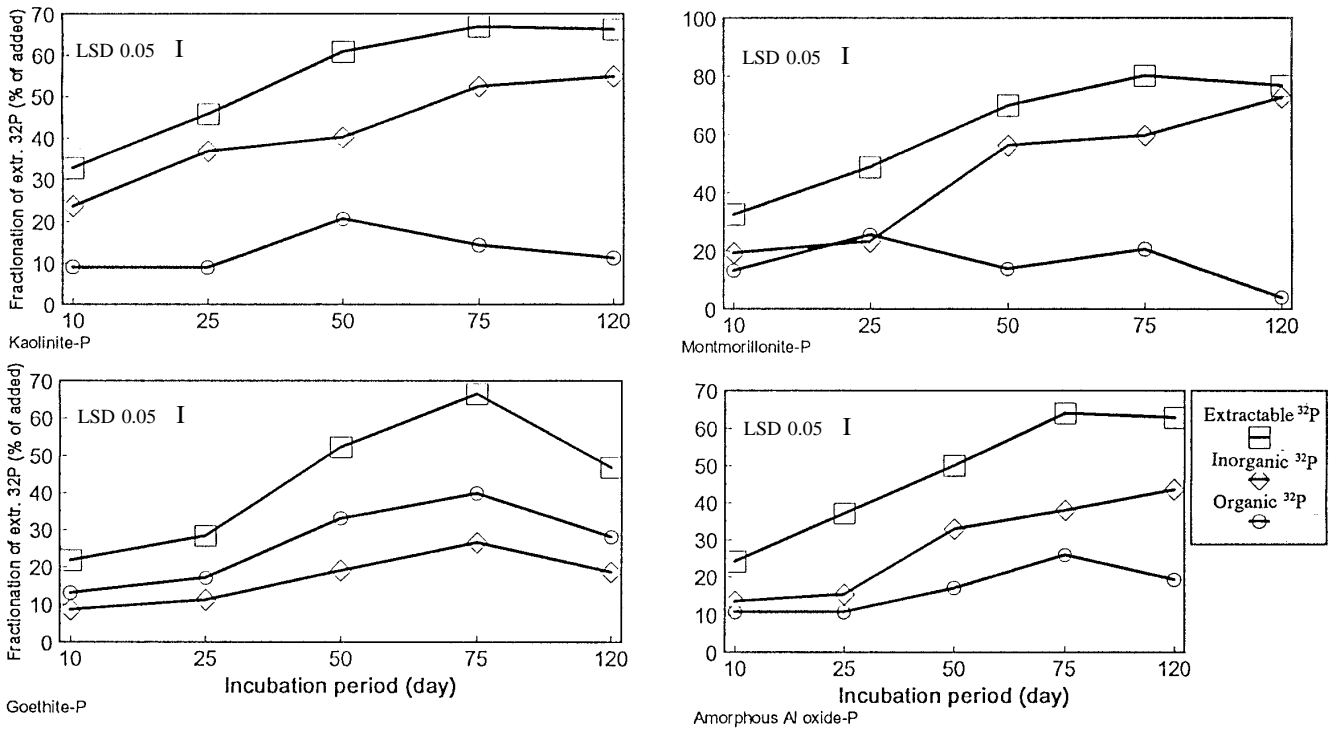 Fractionation of extr. 32P (% of added)
70
60
50
40
30
20
10
0
LSD 0.05 I
10 25 50 75 120
Kaolinite-P
100
80
60
40
20
0
LSD 0.05 I
10 25 50 75 120
Montmorillonite-P
Fractionation of extr. 32P (% of added)
70
60
50
40
30
20
10
0
LSD 0.05 I
10 25 50 75 120
Incubation period (day)
Goethite-P
70
60
50
40
30
20
10
0
LSD 0.05 I
10 25 50 75 120
Incubation period (day)
Amorphous Al oxide-P
Extractable ³²P
Inorganic ³²P
Organic ³²P